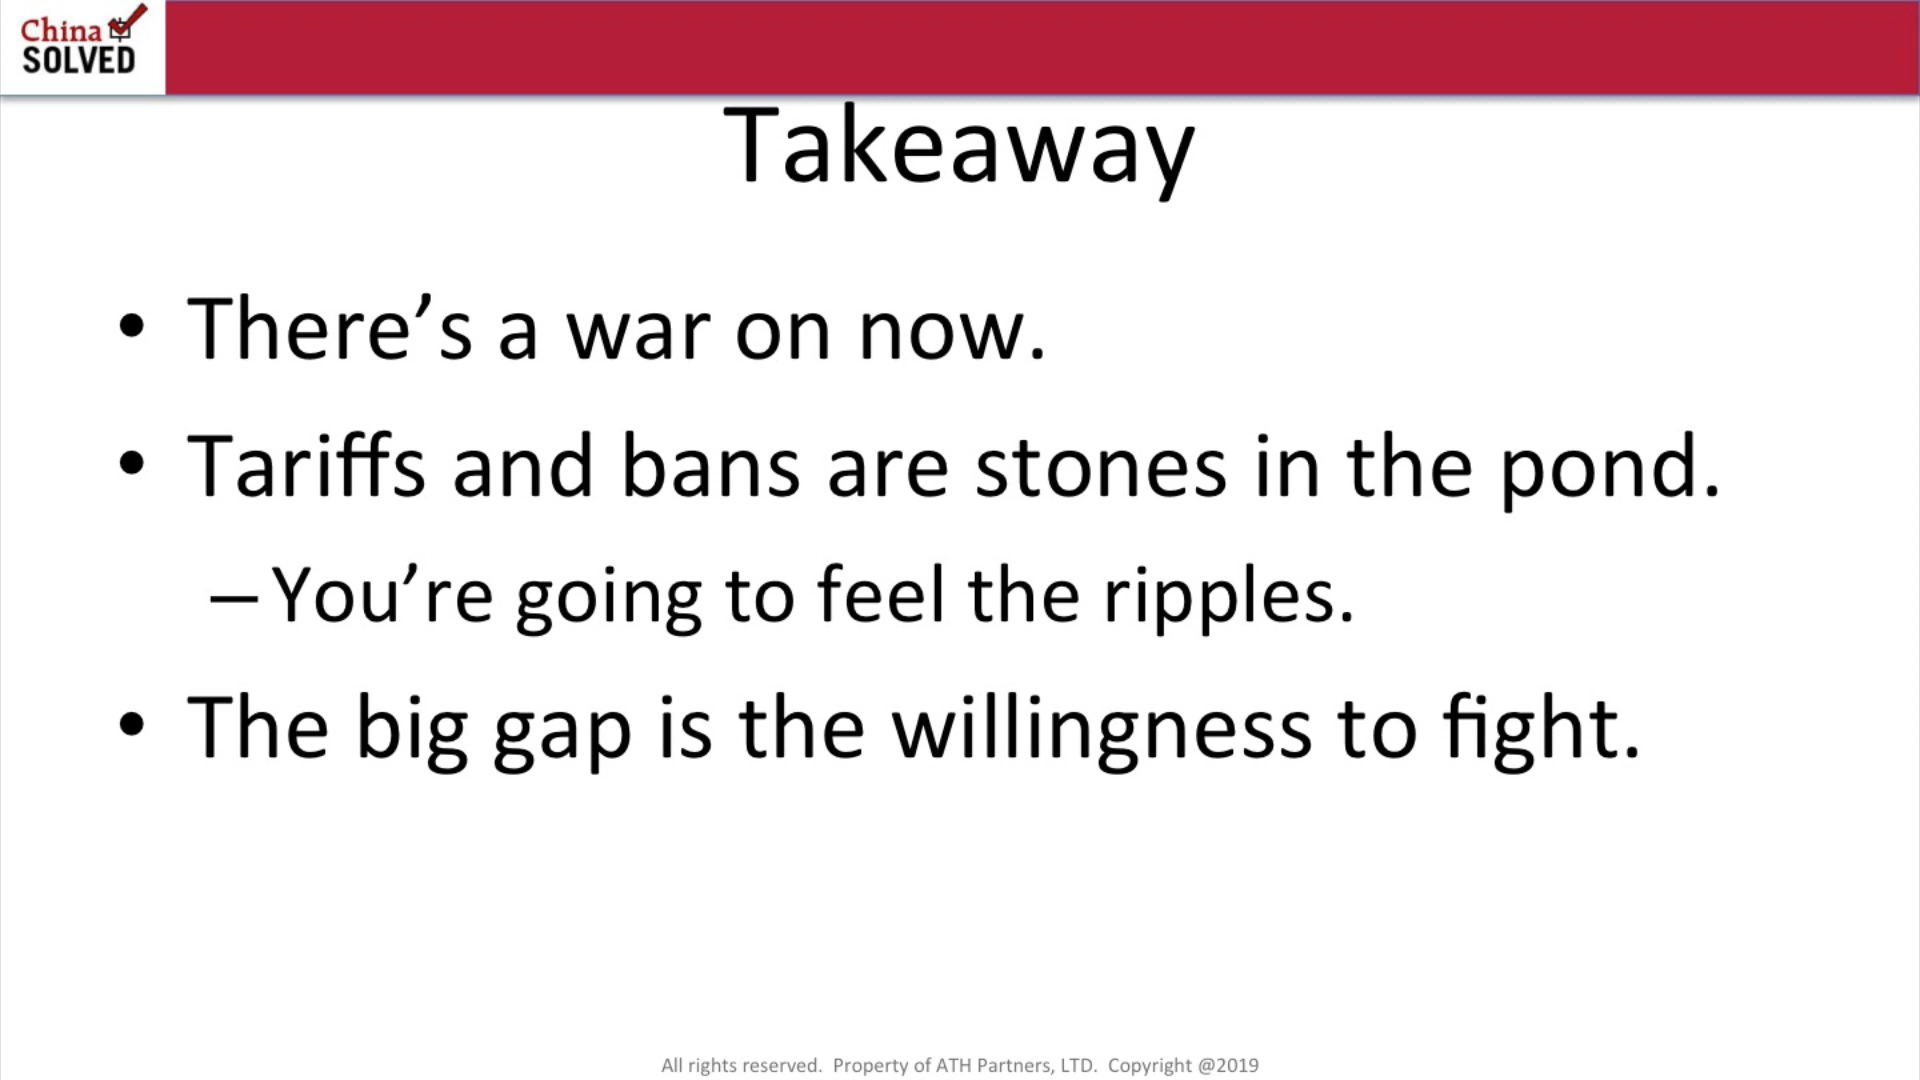 China
SOLVED
Takeaway
• There’s a war on now.
• Tariffs and bans are stones in the pond.
– You’re going to feel the ripples.
• The big gap is the willingness to fight.
All rights reserved.  Property of ATH Partners, LTD.  Copyright @2019